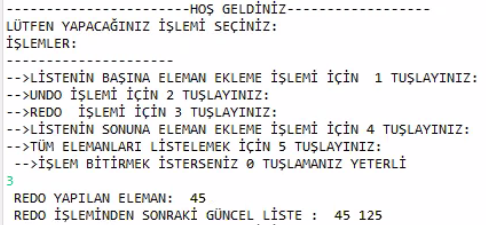 -----------------------HOŞ GELDİNİZ------------------
LÜTFEN YAPACAĞINIZ İŞLEMİ SEÇİNİZ:
İŞLEMLER:
---------------------
-->LİSTENİN BAŞINA ELEMAN EKLEME İŞLEMİ İÇİN  1 TUŞLAYINIZ:
-->UNDO İŞLEMİ İÇİN 2 TUŞLAYINIZ:
-->REDO  İŞLEMİ İÇİN 3 TUŞLAYINIZ:
-->LİSTENİN SONUNA ELEMAN EKLEME İŞLEMİ İÇİN 4 TUŞLAYINIZ:
-->TÜM ELEMANLARI LİSTELEMEK İÇİN 5 TUŞLAYINIZ:
 -->İŞLEM BİTİRMEK İSTERSENİZ 0 TUŞLAMANIZ YETERLİ
3
 REDO YAPILAN ELEMAN:  45
 REDO İŞLEMİNDEN SONRAKİ GÜNCEL LİSTE :  45 125